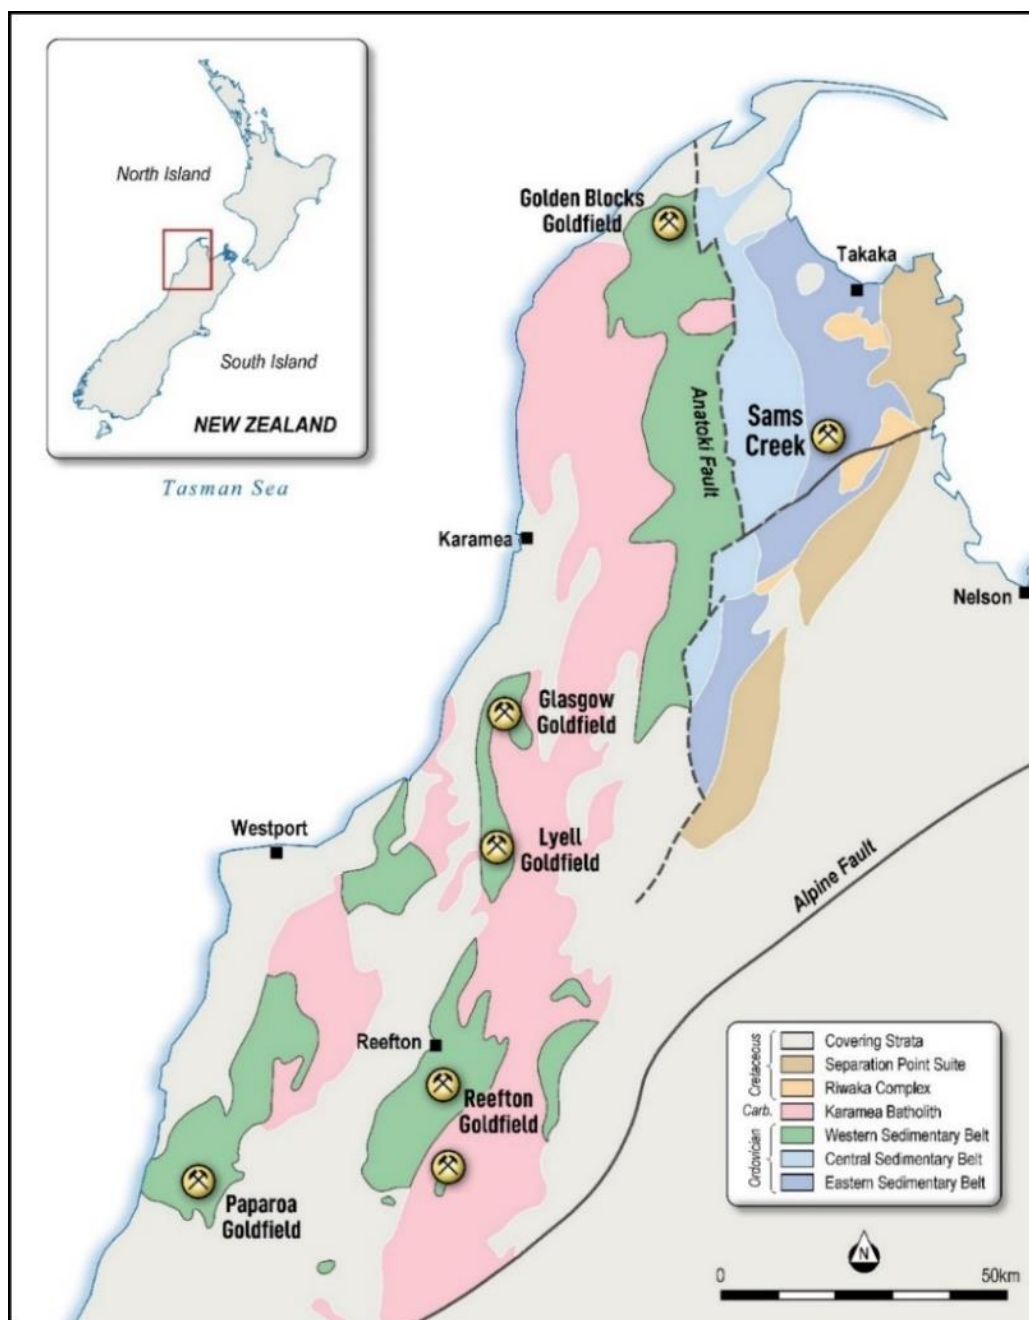 North Island
South Island
NEW ZEALAND
Tasman Sea
Golden Blocks
Goldfield
Takaka
Anatoki Fault
Sams
Creek
Karamea
Nelson
Glasgow
Goldfield
Westport
Lyell
Goldfield
Alpine Fault
Reefton
Reefton
Goldfield
Paparoa
Goldfield
Cretaceous
Covering Strata
Separation Point Suite
Riwaka Complex
Carb.
Karamea Batholith
Ordovician
Western Sedimentary Belt
Central Sedimentary Belt
Eastern Sedimentary Belt
N
0
50km